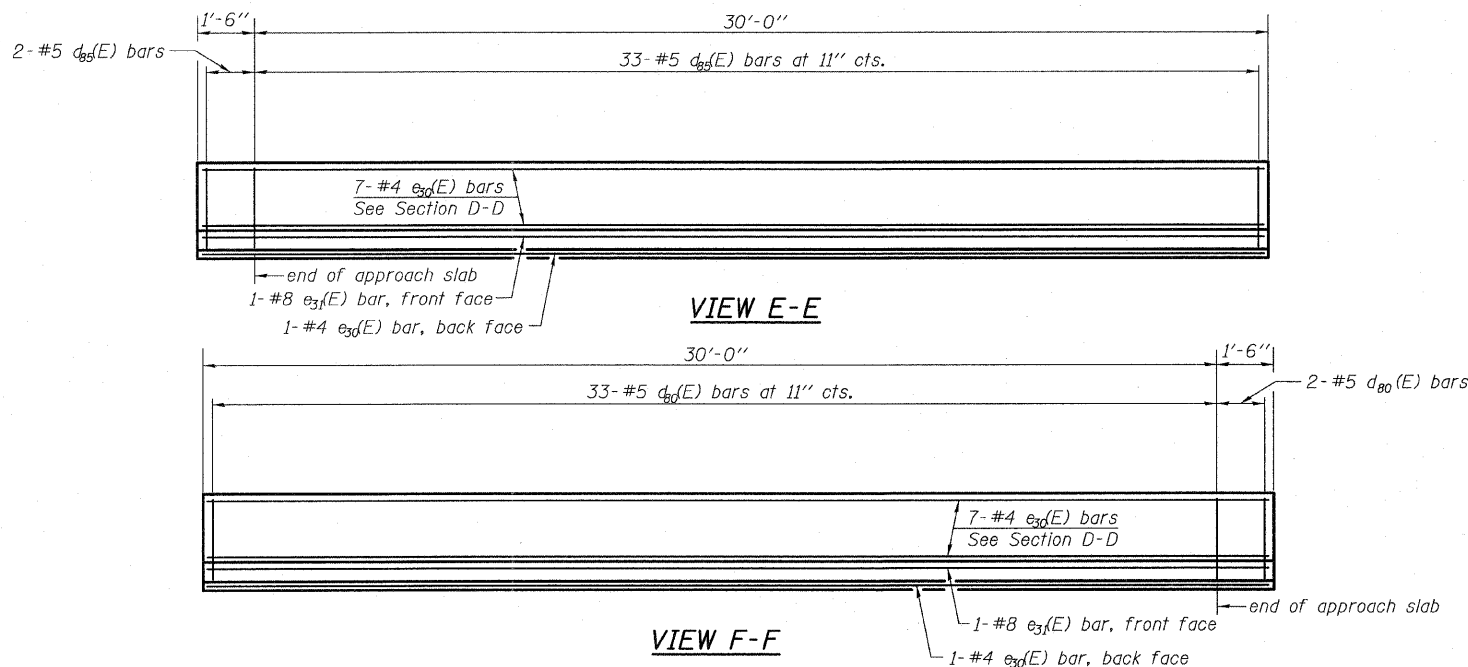 1'-6"
30'-0"
2-#5 d85(E) bars
33-#5 d85(E) bars at 11" cts.
7-#4 e30(E) bars
See Section D-D
end of approach slab
1-#8 e31(E) bar, front face
1-#4 e30(E) bar, back face
VIEW E-E
30'-0"
1'-6"
33-#5 d80(E) bars at 11" cts.
2-#5 d80(E) bars
7-#4 e30(E) bars
See Section D-D
end of approach slab
1-#8 e31(E) bar, front face
1-#4 e30(E) bar, back face
VIEW F-F